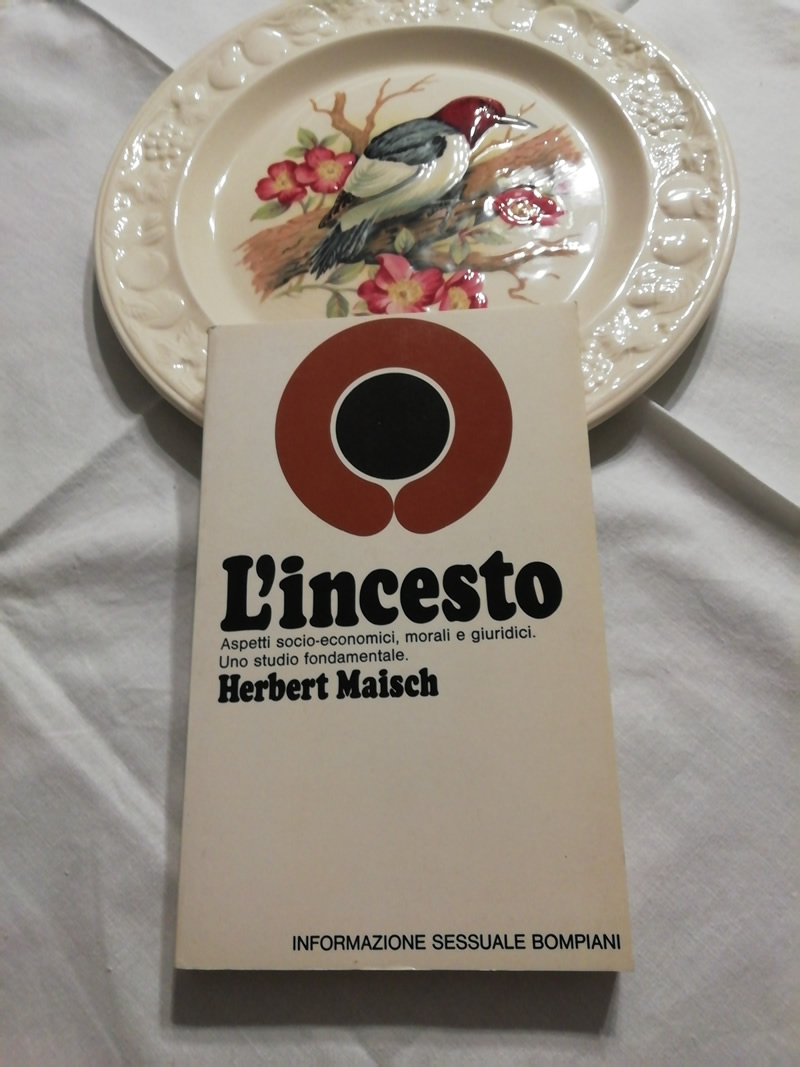 L'incesto
Aspetti socio-economici, morali e giuridici.
Uno studio fondamentale.
Herbert Maisch
INFORMAZIONE SESSUALE BOMPIANI